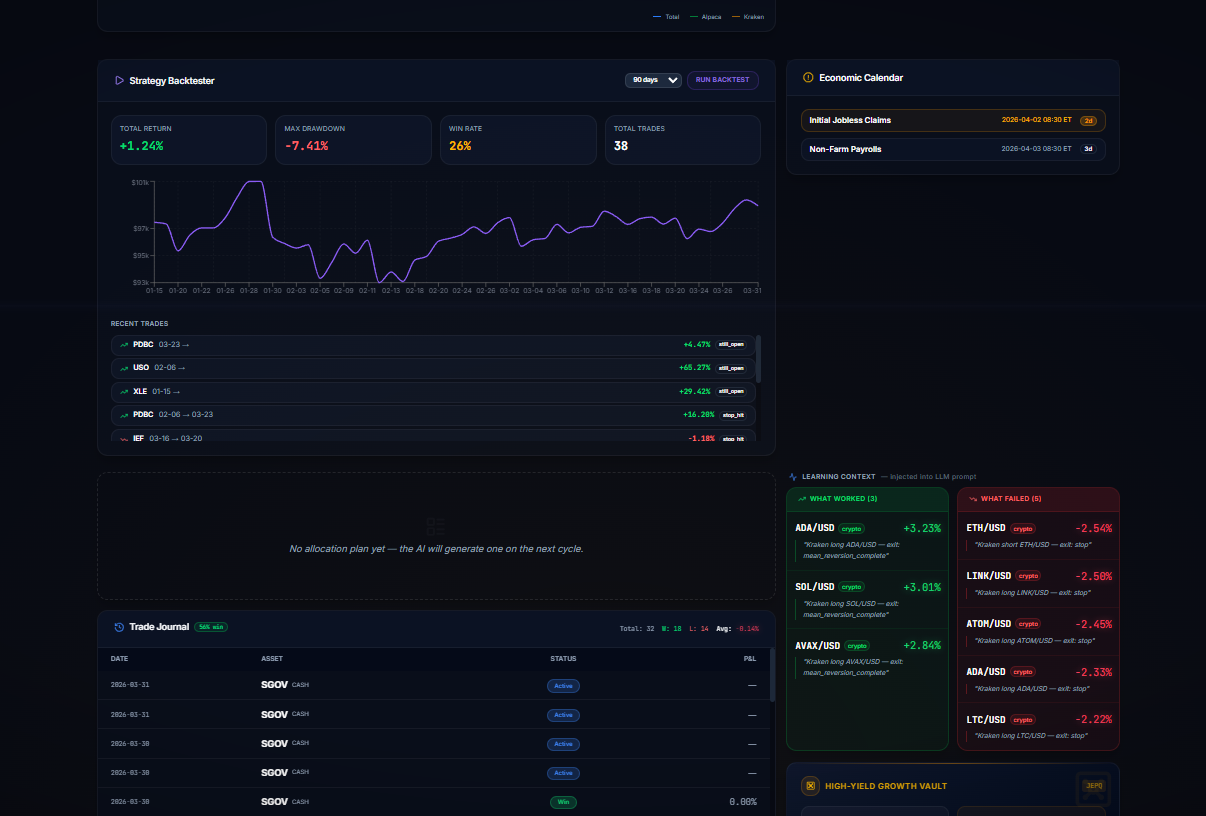 Total Alpaca Kraken
Strategy Backtester
90 days
RUN BACKTEST
TOTAL RETURN
+1.24%
MAX DRAWDOWN
-7.41%
WIN RATE
26%
TOTAL TRADES
38
$101k
$97k
$95k
$93k
01-15 01-20 01-22 01-26 01-28 01-30 02-03 02-05 02-09 02-11 02-13 02-18 02-20 02-24 02-26 03-02 03-04 03-06 03-10 03-12 03-16 03-18 03-20 03-24 03-26 03-31
RECENT TRADES
PDBC 03-23 → +4.47% still_open
USO 02-06 → +65.27% still_open
XLE 01-15 → +29.42% still_open
PDBC 02-06 → 03-23 +16.20% stop_hit
IEF 03-16 → 03-20 -1.18% stop_hit
Economic Calendar
Initial Jobless Claims 2026-04-02 08:30 ET 2d
Non-Farm Payrolls 2026-04-03 08:30 ET 3d
No allocation plan yet — the AI will generate one on the next cycle.
Trade Journal 56% win
Total: 32 W: 18 L: 14 Avg: -0.14%
DATE ASSET STATUS P&L
2026-03-31 SGOV CASH Active —
2026-03-31 SGOV CASH Active —
2026-03-30 SGOV CASH Active —
2026-03-30 SGOV CASH Active —
2026-03-30 SGOV CASH Win 0.00%
LEARNING CONTEXT — Injected into LLM prompt
WHAT WORKED (3)
ADA/USD crypto +3.23%
"Kraken long ADA/USD — exit:
mean_reversion_complete"
SOL/USD crypto +3.01%
"Kraken long SOL/USD — exit:
mean_reversion_complete"
AVAX/USD crypto +2.84%
"Kraken long AVAX/USD — exit:
mean_reversion_complete"
WHAT FAILED (5)
ETH/USD crypto -2.54%
"Kraken short ETH/USD — exit: stop"
LINK/USD crypto -2.50%
"Kraken long LINK/USD — exit: stop"
ATOM/USD crypto -2.45%
"Kraken long ATOM/USD — exit: stop"
ADA/USD crypto -2.33%
"Kraken long ADA/USD — exit: stop"
LTC/USD crypto -2.22%
"Kraken long LTC/USD — exit: stop"
HIGH-YIELD GROWTH VAULT